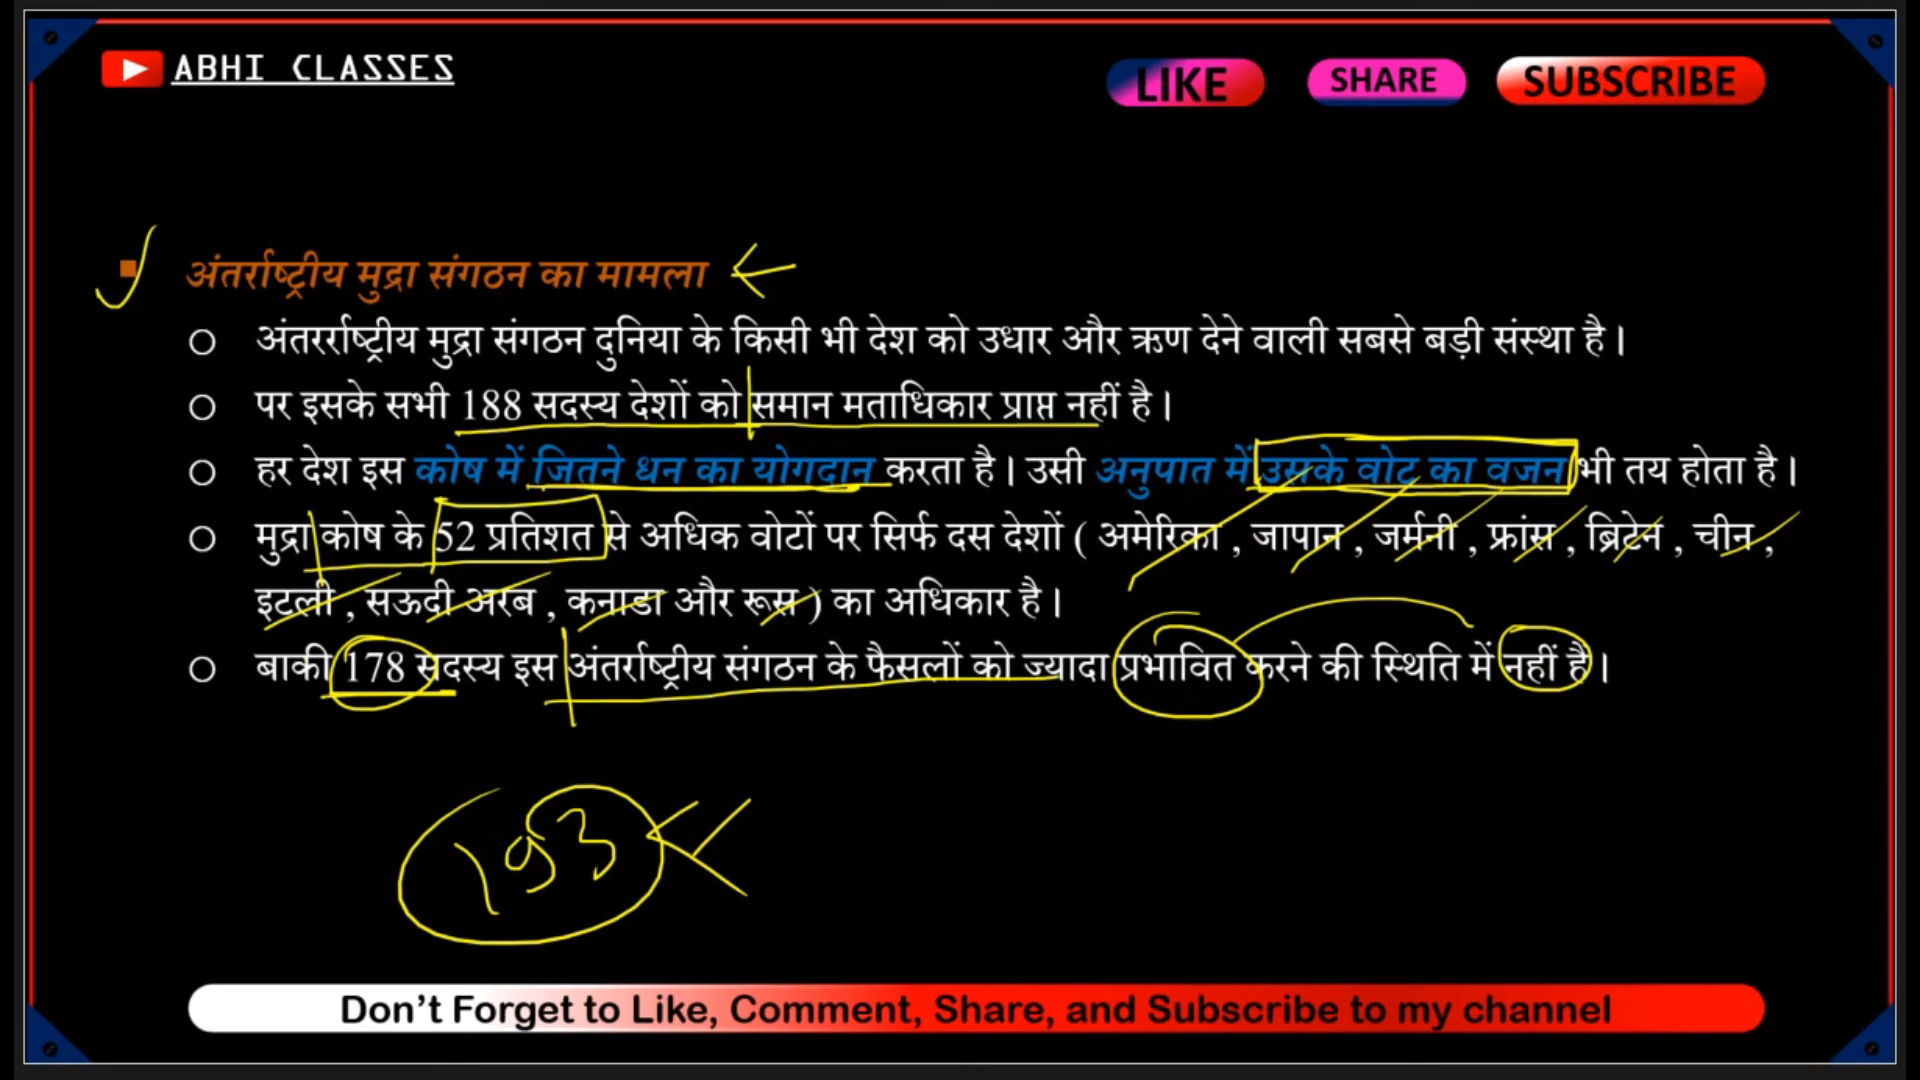 ABHI CLASSES
LIKE SHARE SUBSCRIBE
अंतर्राष्ट्रीय मुद्रा संगठन का मामला
अंतरर्राष्ट्रीय मुद्रा संगठन दुनिया के किसी भी देश को उधार और ऋण देने वाली सबसे बड़ी संस्था है।
पर इसके सभी 188 सदस्य देशों को समान मताधिकार प्राप्त नहीं है।
हर देश इस कोष में जितने धन का योगदान करता है। उसी अनुपात में उसके वोट का वजन भी तय होता है।
मुद्रा कोष के 52 प्रतिशत से अधिक वोटों पर सिर्फ दस देशों ( अमेरिका , जापान , जर्मनी , फ्रांस , ब्रिटेन , चीन ,
इटली , सऊदी अरब , कनाडा और रूस ) का अधिकार है।
बाकी 178 सदस्य इस अंतर्राष्ट्रीय संगठन के फैसलों को ज्यादा प्रभावित करने की स्थिति में नहीं है।
193
Don't Forget to Like, Comment, Share, and Subscribe to my channel